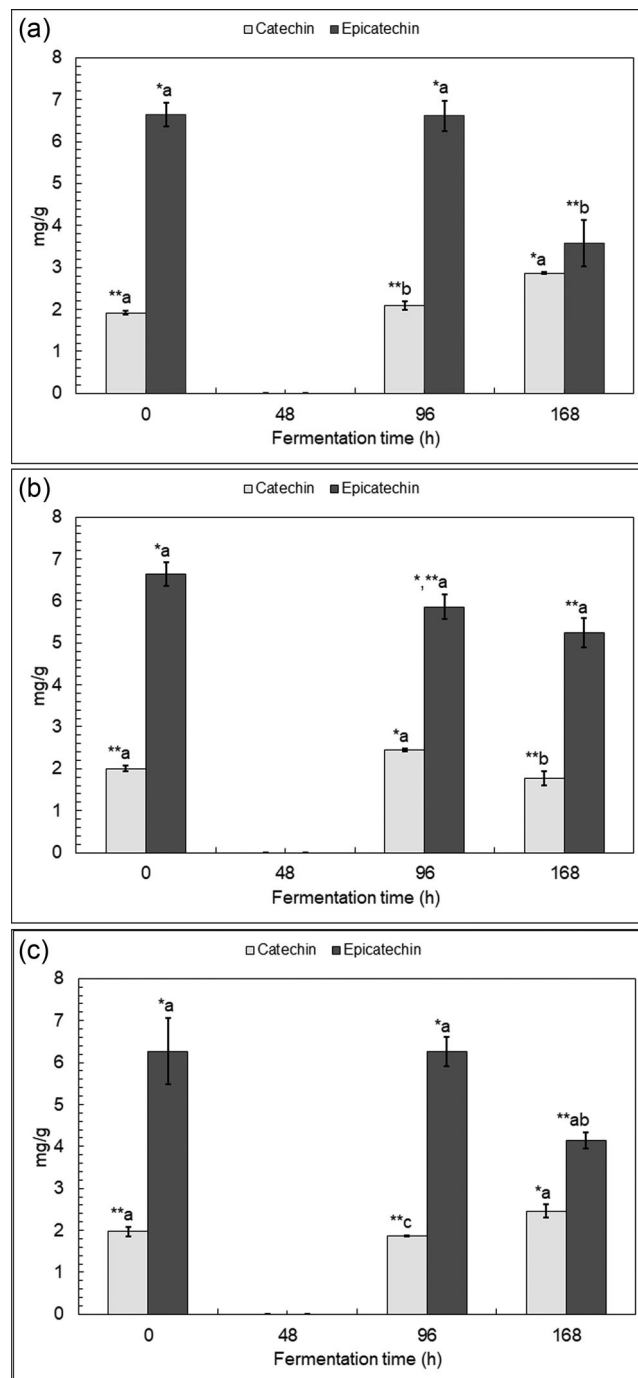 (a)
Catechin Epicatechin
8
7
6
5
4
3
2
1
0
mg/g
**a
*a
**b
*a
*a
**b
0 48 96 168
Fermentation time (h)
(b)
Catechin Epicatechin
8
7
6
5
4
3
2
1
0
mg/g
**a
*a
*a
*,**a
**b
**a
0 48 96 168
Fermentation time (h)
(c)
Catechin Epicatechin
8
7
6
5
4
3
2
1
0
mg/g
**a
*a
**c
*a
*a
**ab
0 48 96 168
Fermentation time (h)